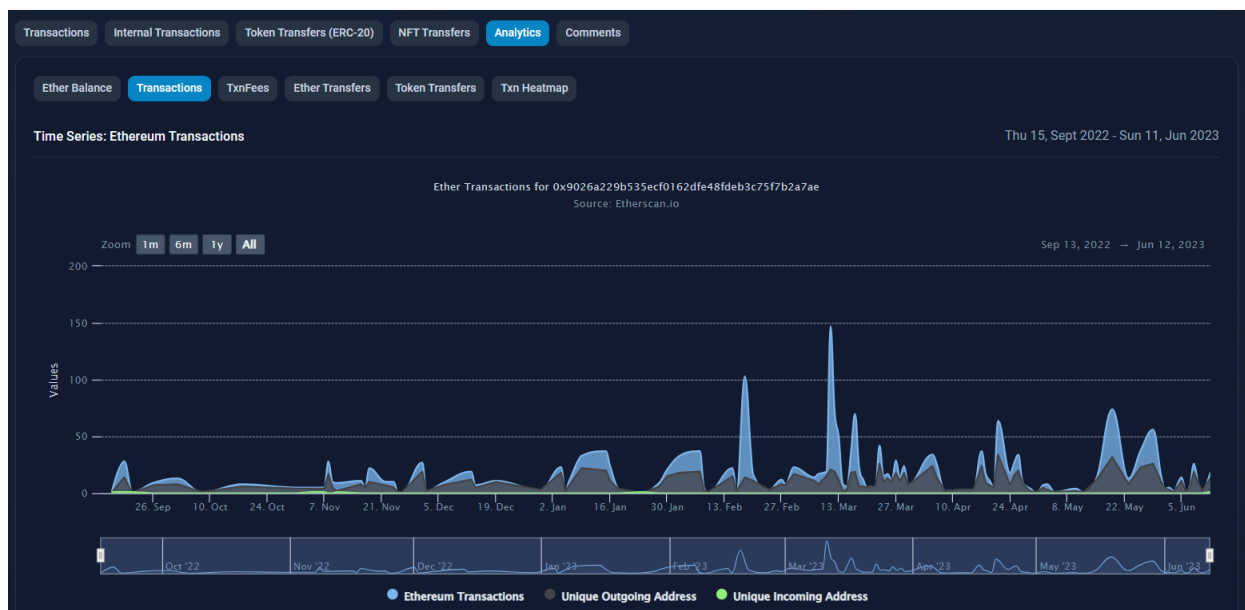 Transactions Internal Transactions Token Transfers (ERC-20) NFT Transfers Analytics Comments
Ether Balance Transactions TxnFees Ether Transfers Token Transfers Txn Heatmap
Time Series: Ethereum Transactions Thu 15, Sept 2022 - Sun 11, Jun 2023
Ether Transactions for 0x9026a229b535ecf0162dfe48fdeb3c75f7b2a7ae
Source: Etherscan.io
Zoom 1m 6m 1y All Sep 13, 2022 → Jun 12, 2023
200
150
100
50
0
Values
26. Sep 10. Oct 24. Oct 7. Nov 21. Nov 5. Dec 19. Dec 2. Jan 16. Jan 30. Jan 13. Feb 27. Feb 13. Mar 27. Mar 10. Apr 24. Apr 8. May 22. May 5. Jun
Oct '22 Nov '22 Dec '22 Jan '23 Feb '23 Mar '23 Apr '23 May '23 Jun '23
Ethereum Transactions Unique Outgoing Address Unique Incoming Address